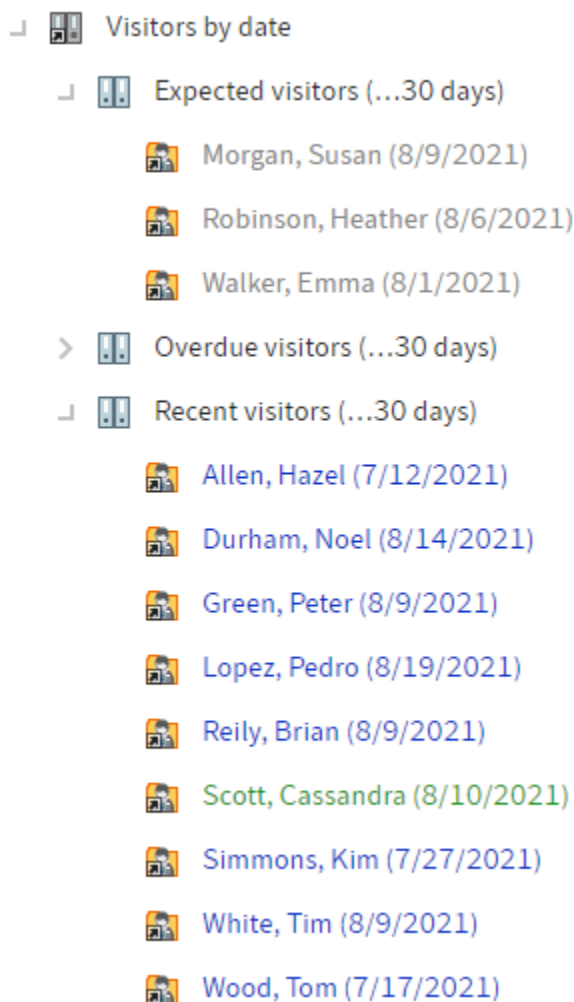 Visitors by date
Expected visitors (...30 days)
Morgan, Susan (8/9/2021)
Robinson, Heather (8/6/2021)
Walker, Emma (8/1/2021)
Overdue visitors (...30 days)
Recent visitors (...30 days)
Allen, Hazel (7/12/2021)
Durham, Noel (8/14/2021)
Green, Peter (8/9/2021)
Lopez, Pedro (8/19/2021)
Reily, Brian (8/9/2021)
Scott, Cassandra (8/10/2021)
Simmons, Kim (7/27/2021)
White, Tim (8/9/2021)
Wood, Tom (7/17/2021)